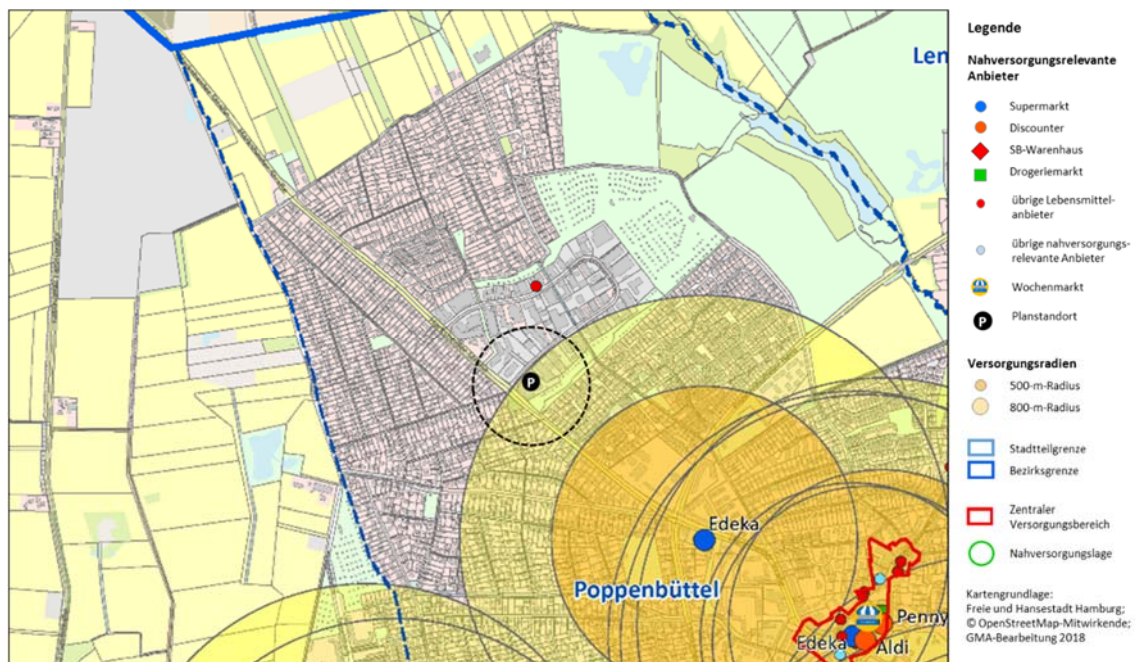 Len
P
Edeka
Poppenbüttel
Penny
Edeka
Aldi
Legende
Nahversorgungsrelevante
Anbieter
Supermarkt
Discounter
SB-Warenhaus
Drogeriemarkt
übrige Lebensmittel-
anbieter
übrige nahversorgungs-
relevante Anbieter
Wochenmarkt
P
Planstandort
Versorgungsradien
500-m-Radius
800-m-Radius
Stadtteilgrenze
Bezirksgrenze
Zentraler
Versorgungsbereich
Nahversorgungslage
Kartengrundlage:
Freie und Hansestadt Hamburg;
© OpenStreetMap-Mitwirkende;
GMA-Bearbeitung 2018